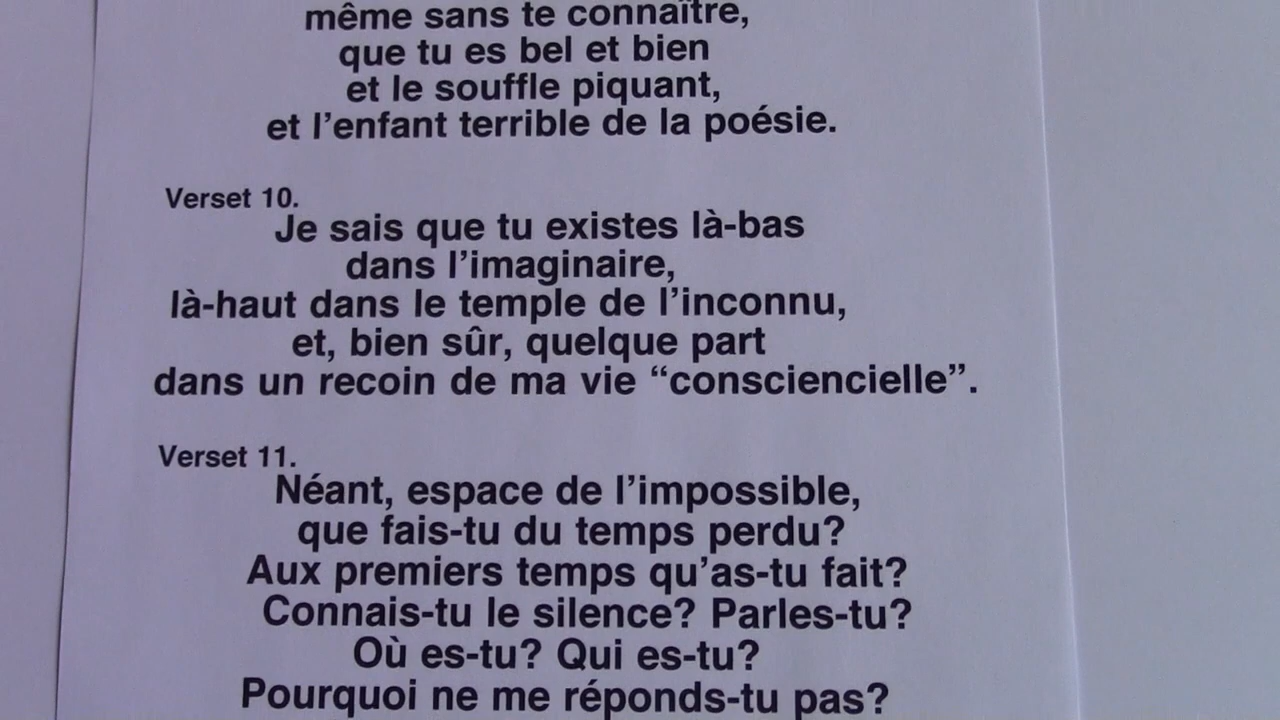 même sans te connaître,
que tu es bel et bien
et le souffle piquant,
et l’enfant terrible de la poésie.
Verset 10.
Je sais que tu existes là-bas
dans l’imaginaire,
là-haut dans le temple de l’inconnu,
et, bien sûr, quelque part
dans un recoin de ma vie “consciencielle”.
Verset 11.
Néant, espace de l’impossible,
que fais-tu du temps perdu?
Aux premiers temps qu’as-tu fait?
Connais-tu le silence? Parles-tu?
Où es-tu? Qui es-tu?
Pourquoi ne me réponds-tu pas?